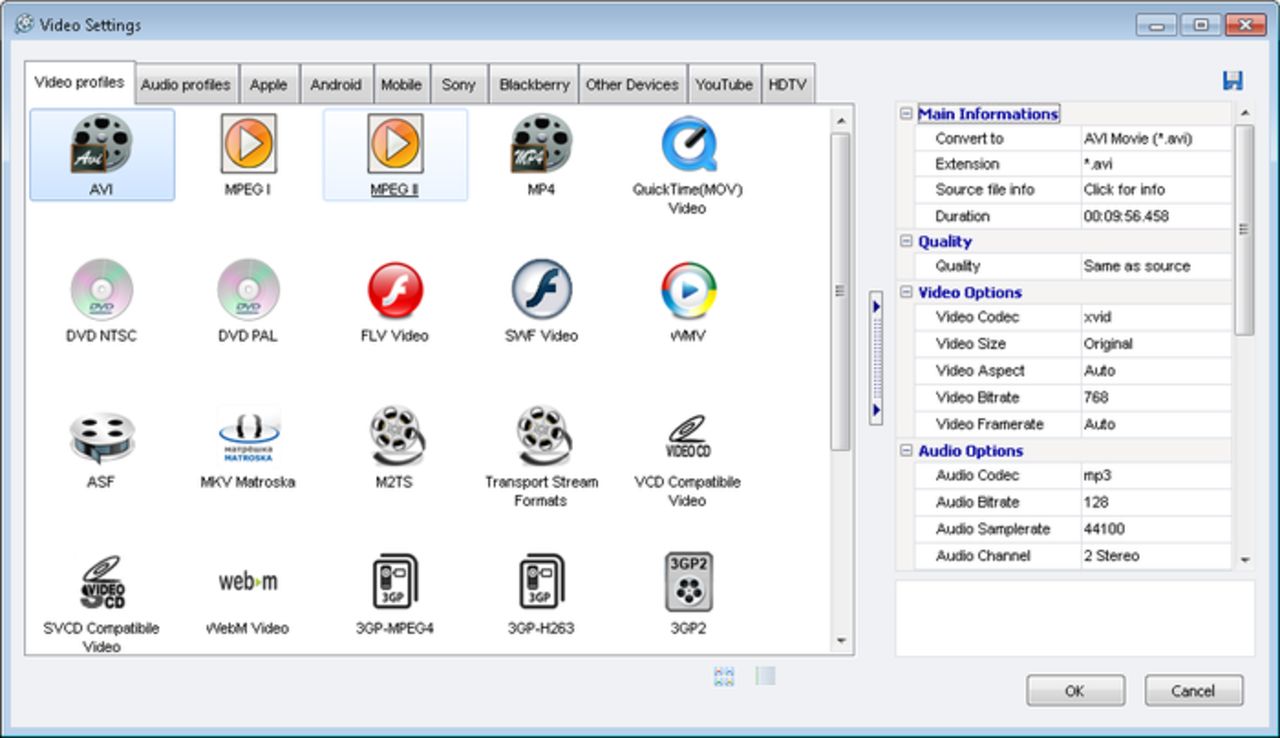 Video Settings
Video profiles
Audio profiles
Apple
Android
Mobile
Sony
Blackberry
Other Devices
YouTube
HDTV
Avi
MP4
AVI
MPEG I
MPEG II
MP4
QuickTime(MOV)
Video
DVD
DVD
DVD NTSC
DVD PAL
FLV Video
SWF Video
WMV
матрёшка
MATROSKA
VIDEO CD
ASF
MKV Matroska
M2TS
Transport Stream
Formats
VCD Compatibile
Video
VIDEO
CD
web m
3GP
3GP
3GP2
SVCD Compatibile
Video
WebM Video
3GP-MPEG4
3GP-H263
3GP2
Main Informations
Convert to AVI Movie (*.avi)
Extension *.avi
Source file info Click for info
Duration 00:09:56.458
Quality
Quality Same as source
Video Options
Video Codec xvid
Video Size Original
Video Aspect Auto
Video Bitrate 768
Video Framerate Auto
Audio Options
Audio Codec mp3
Audio Bitrate 128
Audio Samplerate 44100
Audio Channel 2 Stereo
OK
Cancel